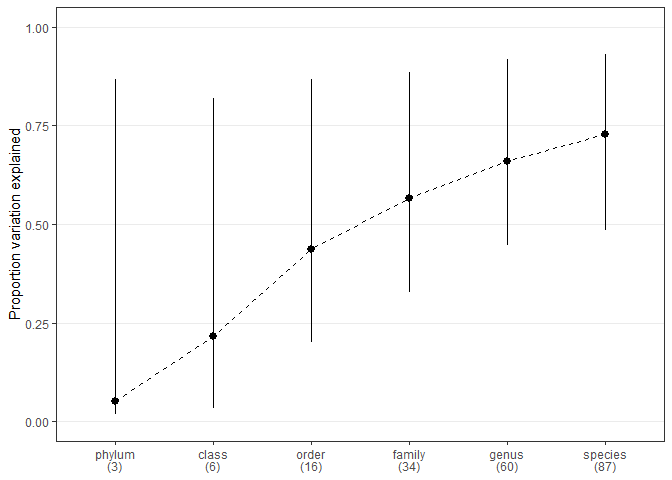 Proportion variation explained
1.00
0.75
0.50
0.25
0.00
phylum class order family genus species
(3) (6) (16) (34) (60) (87)